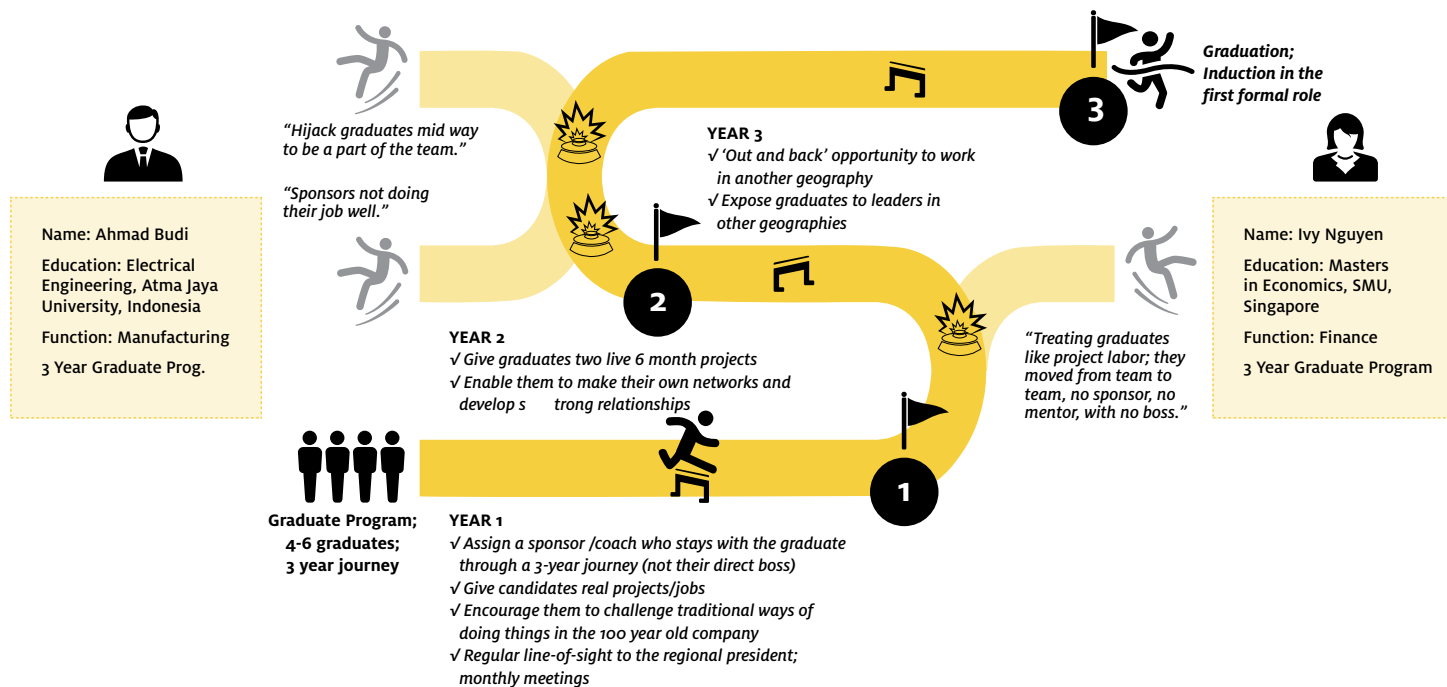 Graduation;
Induction in the
first formal role
3
"Hijack graduates mid way
to be a part of the team."
"Sponsors not doing
their job well."
YEAR 3
√ 'Out and back' opportunity to work
in another geography
√ Expose graduates to leaders in
other geographies
Name: Ahmad Budi
Education: Electrical
Engineering, Atma Jaya
University, Indonesia
Function: Manufacturing
3 Year Graduate Prog.
Name: Ivy Nguyen
Education: Masters
in Economics, SMU,
Singapore
Function: Finance
3 Year Graduate Program
2
YEAR 2
√ Give graduates two live 6 month projects
√ Enable them to make their own networks and
develop s trong relationships
"Treating graduates
like project labor; they
moved from team to
team, no sponsor, no
mentor, with no boss."
1
Graduate Program;
4-6 graduates;
3 year journey
YEAR 1
√ Assign a sponsor /coach who stays with the graduate
through a 3-year journey (not their direct boss)
√ Give candidates real projects/jobs
√ Encourage them to challenge traditional ways of
doing things in the 100 year old company
√ Regular line-of-sight to the regional president;
monthly meetings